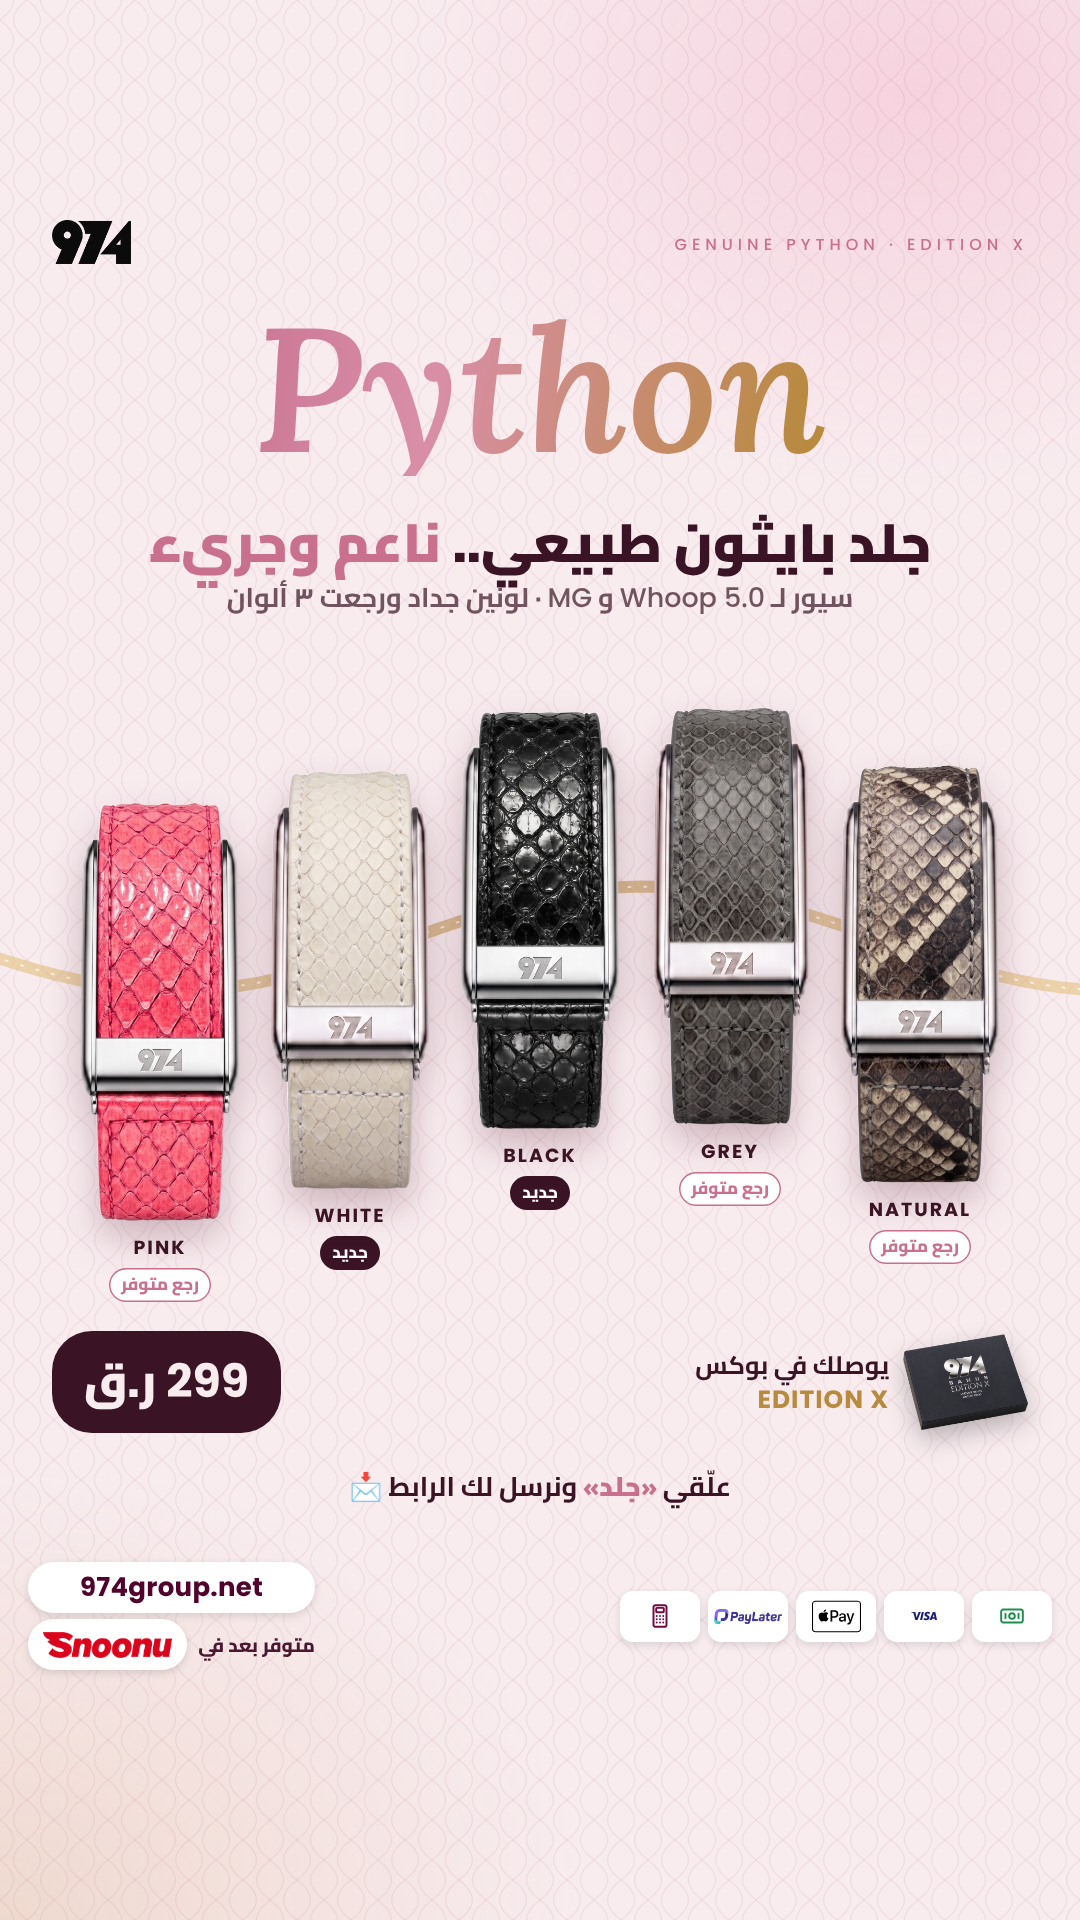 974
GENUINE PYTHON · EDITION X
Python
جلد بايثون طبيعي.. ناعم وجريء
سيور لـ Whoop 5.0 و MG · لونين جداد ورجعت ٣ ألوان
974
974
974
974
974
BLACK
جديد
GREY
رجع متوفر
WHITE
جديد
NATURAL
رجع متوفر
PINK
رجع متوفر
299 ر.ق
يوصلك في بوكس
EDITION X
974
BANDS
EDITION X
علّقي «جلد» ونرسل لك الرابط
974group.net
متوفر بعد في Snoonu
PayLater
Pay
VISA